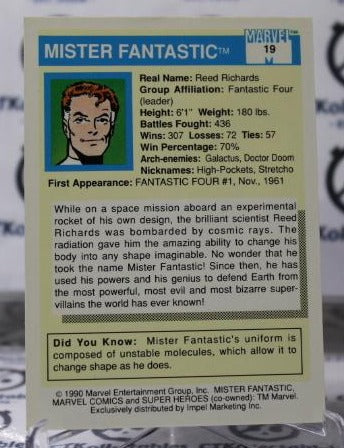 MARVEL™
MISTER FANTASTIC™ 19
Real Name: Reed Richards
Group Affiliation: Fantastic Four
(leader)
Height: 6'1" Weight: 180 lbs.
Battles Fought: 436
Wins: 307 Losses: 72 Ties: 57
Win Percentage: 70%
Arch-enemies: Galactus, Doctor Doom
Nicknames: High-Pockets, Stretcho
First Appearance: FANTASTIC FOUR #1, Nov., 1961
While on a space mission aboard an experimental
rocket of his own design, the brilliant scientist Reed
Richards was bombarded by cosmic rays. The
radiation gave him the amazing ability to change his
body into any shape imaginable. No wonder that he
took the name Mister Fantastic! Since then, he has
used his powers and his genius to defend Earth from
the most powerful, most evil and most bizarre super-
villains the world has ever known!
Did You Know: Mister Fantastic's uniform is
composed of unstable molecules, which allow it to
change shape as he does.
© 1990 Marvel Entertainment Group, Inc. MISTER FANTASTIC,
MARVEL COMICS and SUPER HEROES (co-owned): TM Marvel.
Exclusively distributed by Impel Marketing Inc.